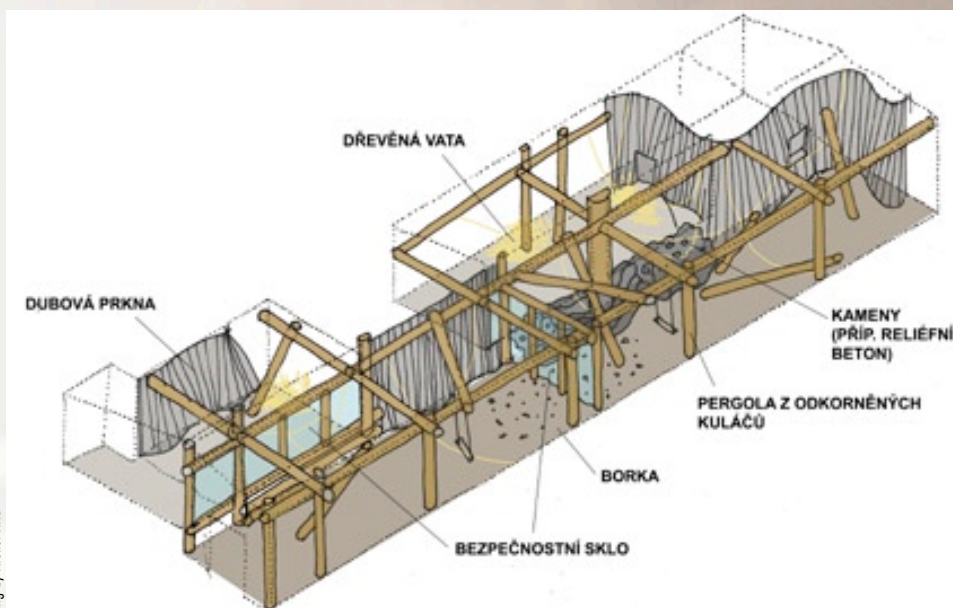 DŘEVĚNÁ VATA
DUBOVÁ PRKNA
KAMENY
(PŘÍP. RELIÉFNÍ
BETON)
PERGOLA Z ODKORNĚNÝCH
KULÁČŮ
BORKA
BEZPEČNOSTNÍ SKLO